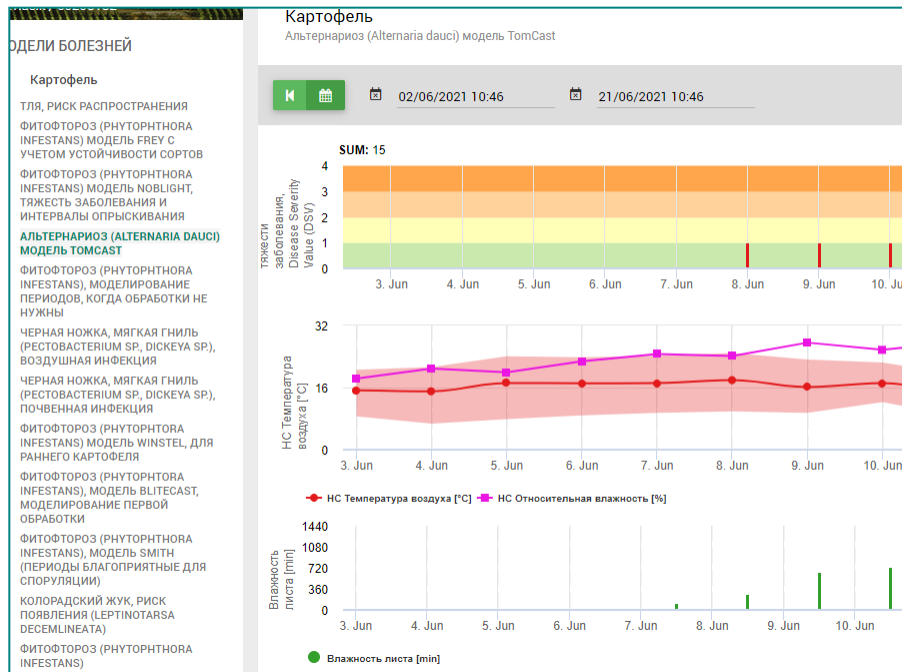 ОДЕЛИ БОЛЕЗНЕЙ
Картофель
ТЛЯ, РИСК РАСПРОСТРАНЕНИЯ
ФИТОФТОРОЗ (PHYTOPHTHORA
INFESTANS) МОДЕЛЬ FREY С
УЧЕТОМ УСТОЙЧИВОСТИ СОРТОВ
ФИТОФТОРОЗ (PHYTOPHTHORA
INFESTANS) МОДЕЛЬ NOBLIGHT,
ТЯЖЕСТЬ ЗАБОЛЕВАНИЯ И
ИНТЕРВАЛЫ ОПРЫСКИВАНИЯ
АЛЬТЕРНАРИОЗ (ALTERNARIA DAUCI)
МОДЕЛЬ TOMCAST
ФИТОФТОРОЗ (PHYTOPHTHORA
INFESTANS), МОДЕЛИРОВАНИЕ
ПЕРИОДОВ, КОГДА ОБРАБОТКИ НЕ
НУЖНЫ
ЧЕРНАЯ НОЖКА, МЯГКАЯ ГНИЛЬ
(PECTOBACTERIUM SP., DICKEYA SP.),
ВОЗДУШНАЯ ИНФЕКЦИЯ
ЧЕРНАЯ НОЖКА, МЯГКАЯ ГНИЛЬ
(PECTOBACTERIUM SP., DICKEYA SP.),
ПОЧВЕННАЯ ИНФЕКЦИЯ
ФИТОФТОРОЗ (PHYTOPHTHORA
INFESTANS) МОДЕЛЬ WINSTEL, ДЛЯ
РАННЕГО КАРТОФЕЛЯ
ФИТОФТОРОЗ (PHYTOPHTORA
INFESTANS), МОДЕЛЬ BLITECAST,
МОДЕЛИРОВАНИЕ ПЕРВОЙ
ОБРАБОТКИ
ФИТОФТОРОЗ (PHYTOPHTHORA
INFESTANS), МОДЕЛЬ SMITH
(ПЕРИОДЫ БЛАГОПРИЯТНЫЕ ДЛЯ
СПОРУЛЯЦИИ)
КОЛОРАДСКИЙ ЖУК, РИСК
ПОЯВЛЕНИЯ (LEPTINOTARSA
DECEMLINEATA)
ФИТОФТОРОЗ (PHYTOPHTHORA
INFESTANS)
Картофель
Альтернариоз (Alternaria dauci) модель TomCast
02/06/2021 10:46
21/06/2021 10:46
SUM: 15
тяжести
заболевания,
Disease Severity
Value (DSV)
4
3
2
1
0
3. Jun 4. Jun 5. Jun 6. Jun 7. Jun 8. Jun 9. Jun 10. Ju
НС Температура
воздуха [°C]
32
16
0
3. Jun 4. Jun 5. Jun 6. Jun 7. Jun 8. Jun 9. Jun 10. Jun
НС Температура воздуха [°C] НС Относительная влажность [%]
Влажность
листа [min]
1440
1080
720
360
0
3. Jun 4. Jun 5. Jun 6. Jun 7. Jun 8. Jun 9. Jun 10. Jun
Влажность листа [min]